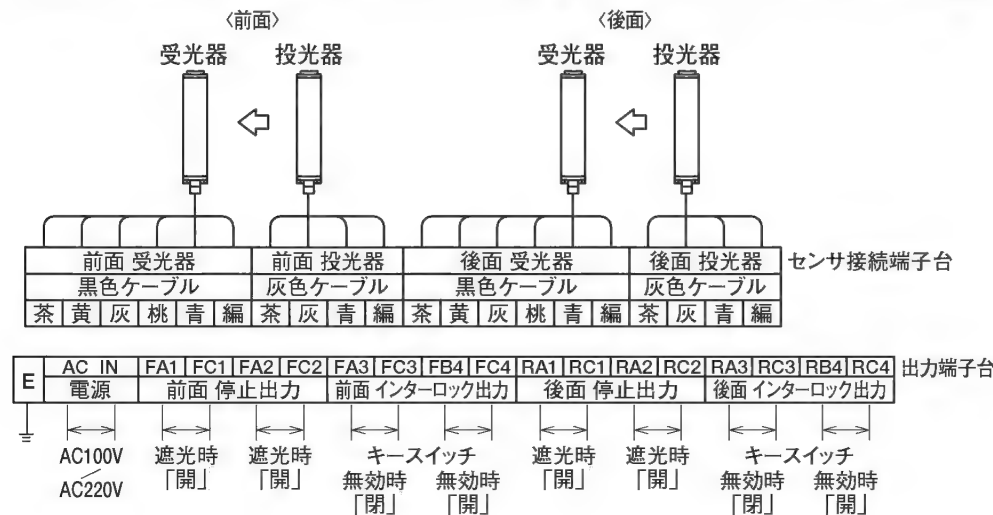 〈前面〉 〈後面〉
受光器 投光器 受光器 投光器
前面 受光器 前面 投光器 後面 受光器 後面 投光器 センサ接続端子台
黒色ケーブル 灰色ケーブル 黒色ケーブル 灰色ケーブル
茶 黄 灰 桃 青 編 茶 灰 青 編 茶 黄 灰 桃 青 編 茶 灰 青 編
E AC IN FA1 FC1 FA2 FC2 FA3 FC3 FB4 FC4 RA1 RC1 RA2 RC2 RA3 RC3 RB4 RC4 出力端子台
電源 前面 停止出力 前面 インターロック出力 後面 停止出力 後面 インターロック出力
AC100V 遮光時 遮光時 キースイッチ 遮光時 遮光時 キースイッチ
／ 「開」 「開」 無効時 無効時 「開」 「開」 無効時 無効時
AC220V 「閉」 「開」 「閉」 「開」